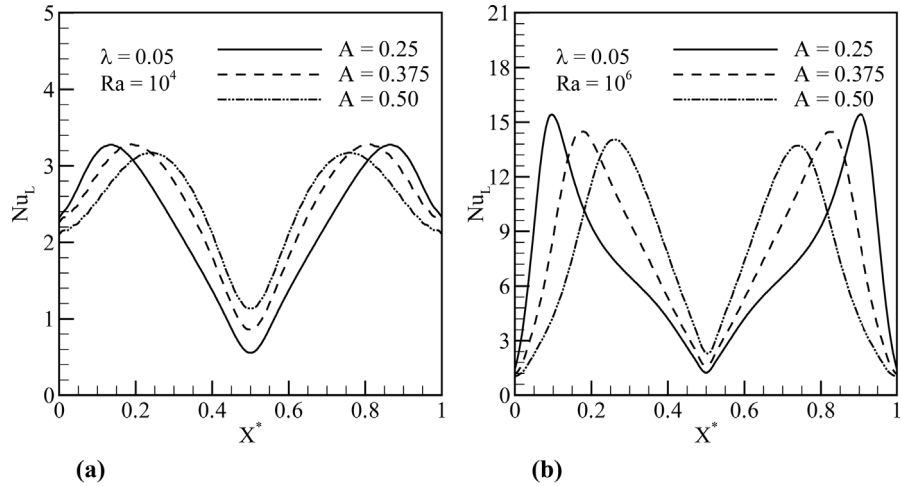 5
4
3
2
1
0
Nu_L
λ = 0.05
Ra = 10^4
A = 0.25
A = 0.375
A = 0.50
0 0.2 0.4 0.6 0.8 1
X*
(a)
21
18
15
12
9
6
3
0
Nu_L
λ = 0.05
Ra = 10^6
A = 0.25
A = 0.375
A = 0.50
0 0.2 0.4 0.6 0.8 1
X*
(b)